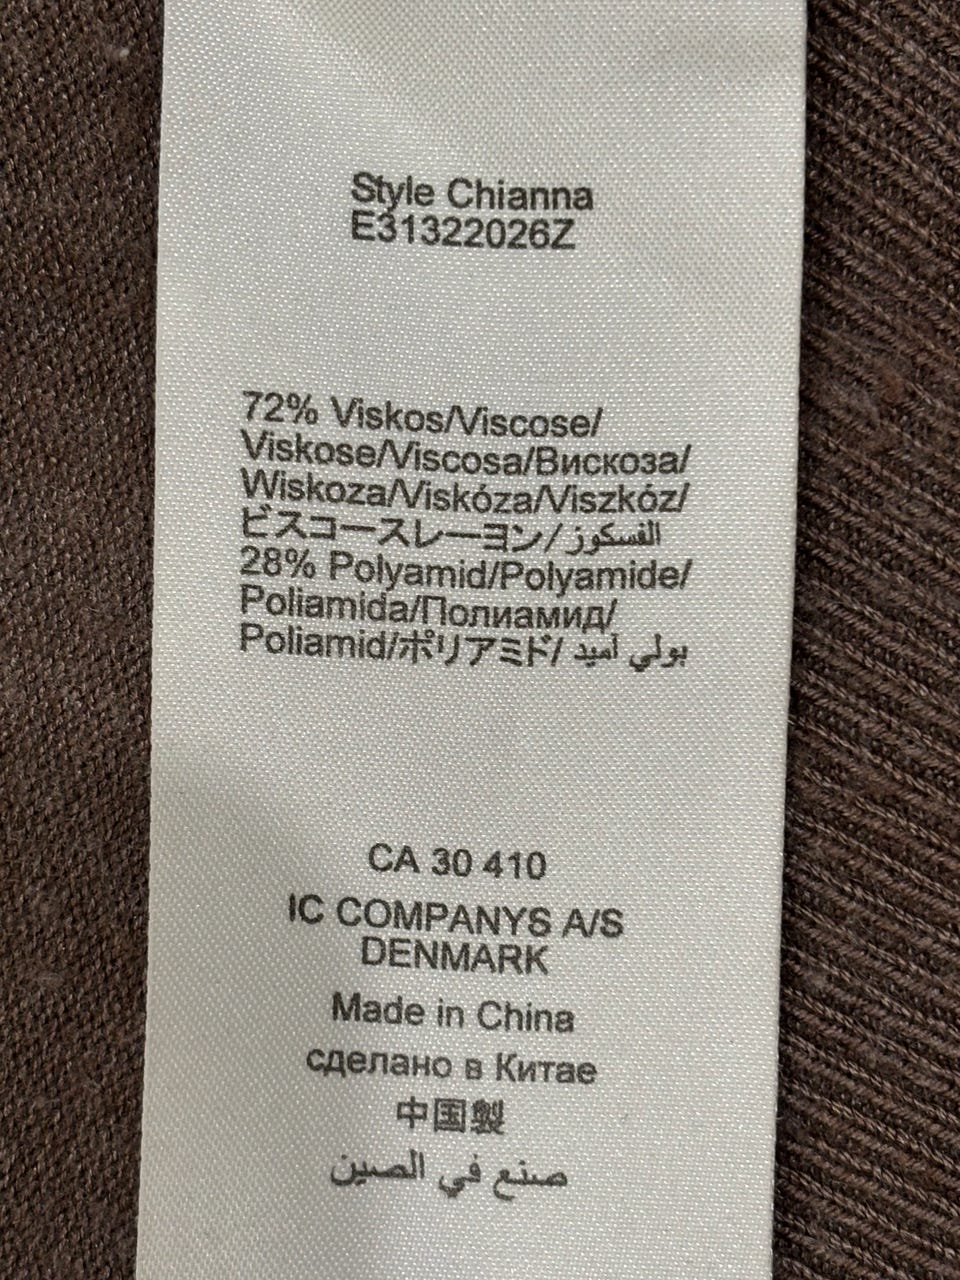 Style Chianna
E31322026Z
72% Viskos/Viscose/
Viskose/Viscosa/Вискоза/
Wiskoza/Viskóza/Viszkóz/
ビスコースレーヨン/الفسكوز
28% Polyamid/Polyamide/
Poliamida/Полиамид/
Poliamid/ポリアミド/بولي أميد
CA 30 410
IC COMPANYS A/S
DENMARK
Made in China
сделано в Китае
中国製
صنع في الصين